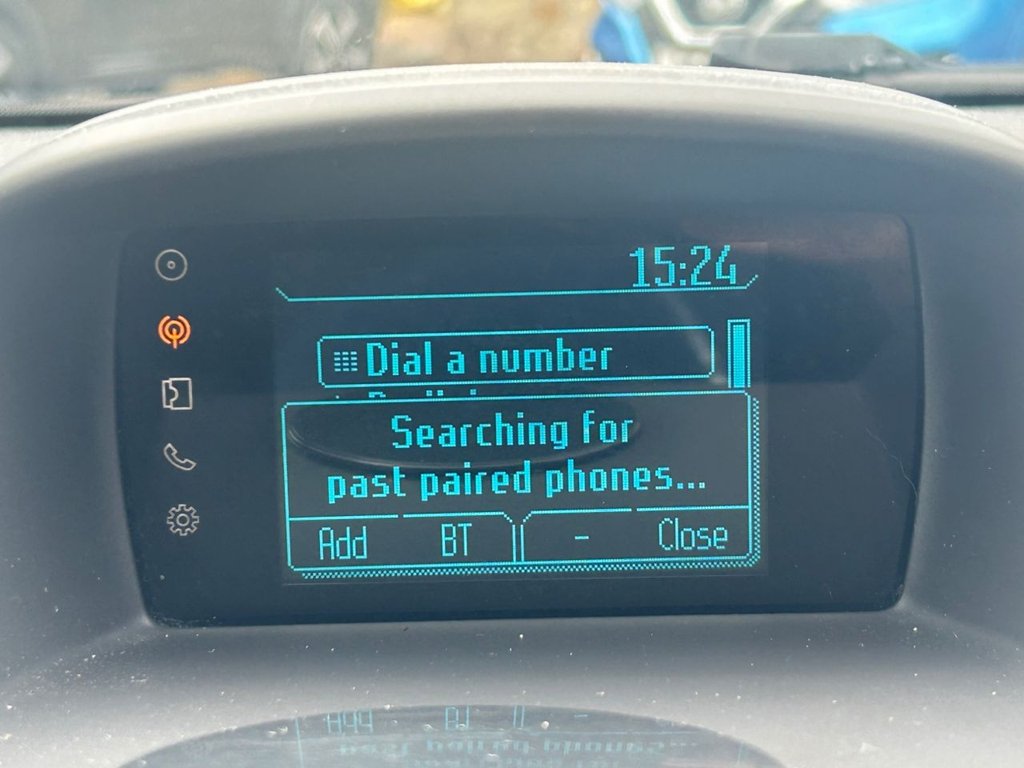 15:24
Dial a number
Searching for
past paired phones...
Add BT - Close